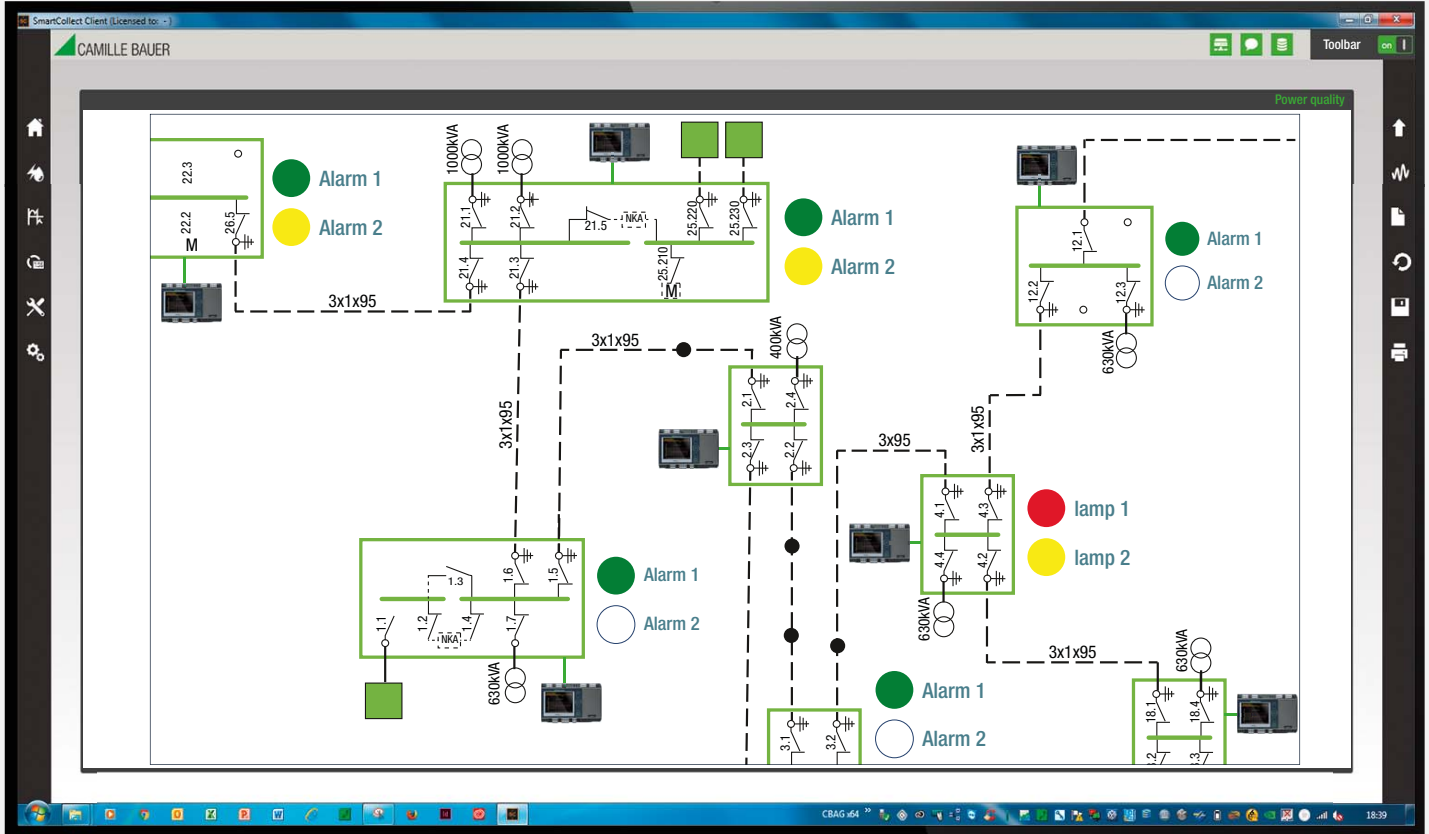 SmartCollect Client (Licensed to: - )
CAMILLE BAUER
Toolbar
on
Power quality
22.3
22.2
M
26.5
Alarm 1
Alarm 2
3x1x95
1000kVA
1000kVA
21.1
21.2
21.5
NKA
25.220
25.230
21.4
21.3
25.210
M
Alarm 1
Alarm 2
12.1
12.2
12.3
630kVA
Alarm 1
Alarm 2
3x1x95
3x1x95
400kVA
2.1
2.4
2.3
2.2
3x95
3x1x95
4.1
4.3
4.4
4.2
630kVA
lamp 1
lamp 2
1.3
1.6
1.5
1.1
1.2
1.4
NKA
1.7
630kVA
Alarm 1
Alarm 2
3.1
3.2
Alarm 1
Alarm 2
3x1x95
630kVA
18.1
18.4
CBAG x64
18:39